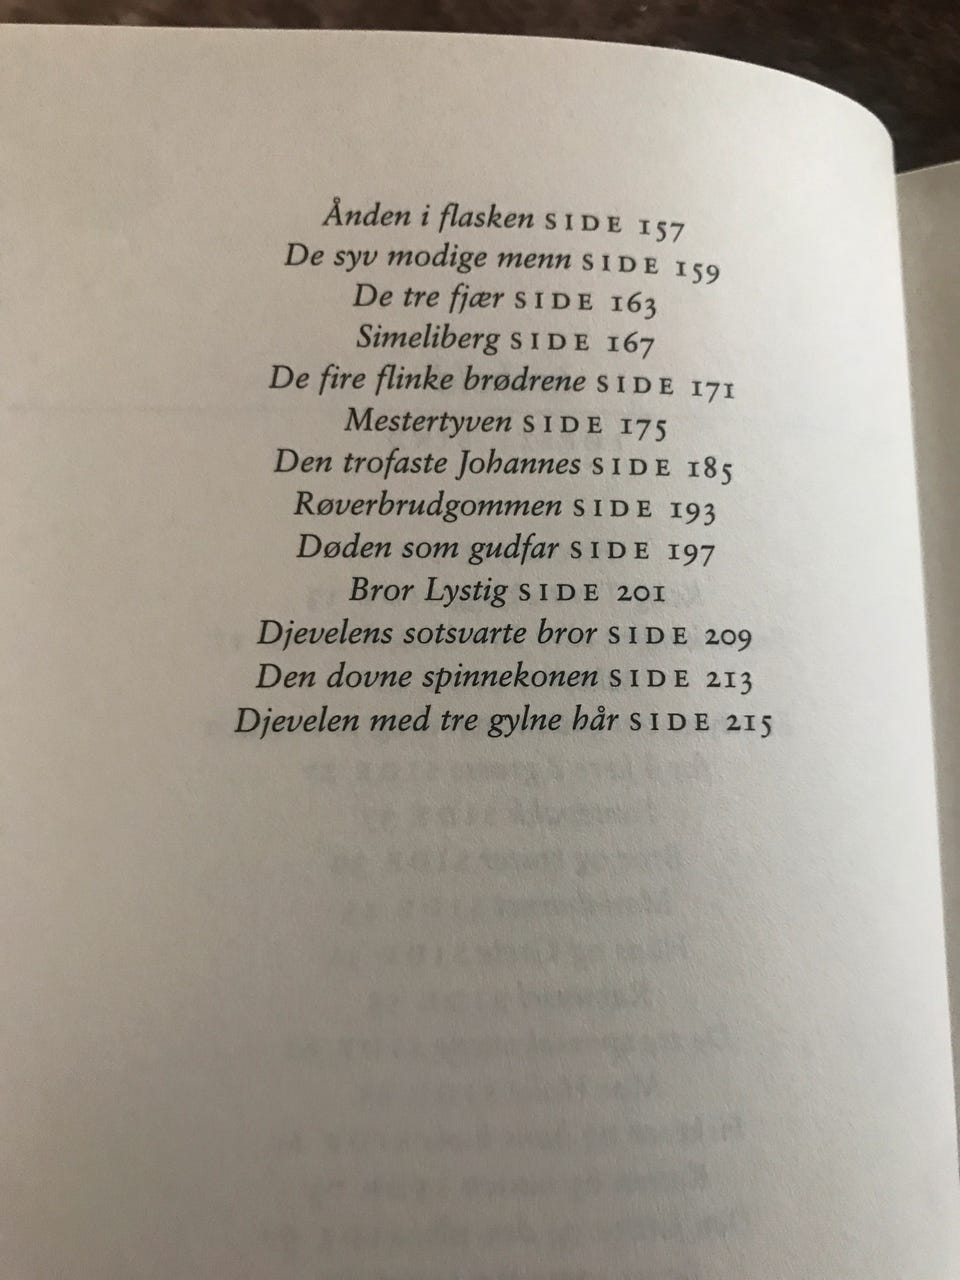 Ånden i flasken SIDE 157
De syv modige menn SIDE 159
De tre fjær SIDE 163
Simeliberg SIDE 167
De fire flinke brødrene SIDE 171
Mestertyven SIDE 175
Den trofaste Johannes SIDE 185
Røverbrudgommen SIDE 193
Døden som gudfar SIDE 197
Bror Lystig SIDE 201
Djevelens sotsvarte bror SIDE 209
Den dovne spinnekonen SIDE 213
Djevelen med tre gylne hår SIDE 215